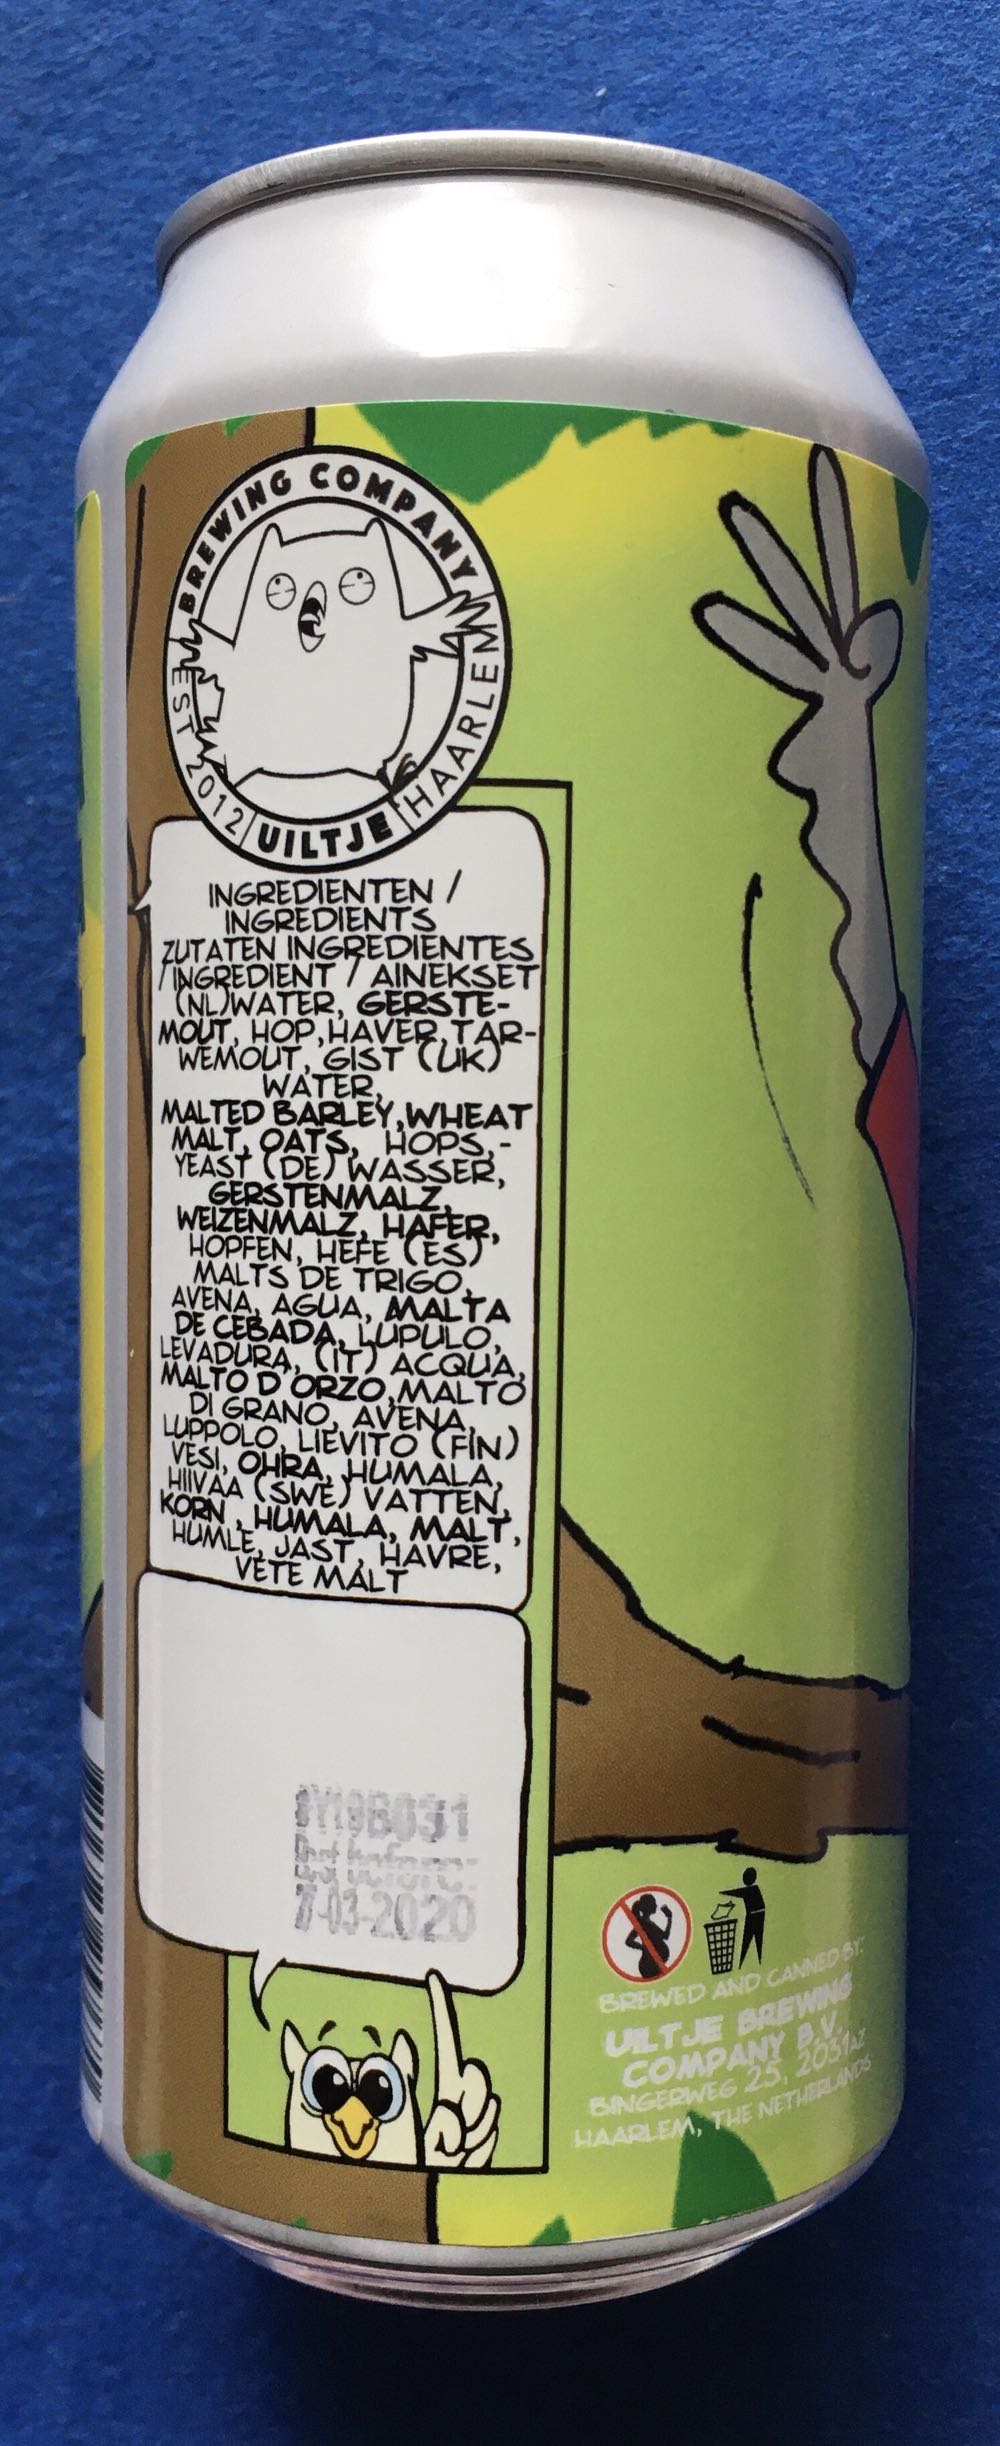 BREWING COMPANY
EST 2012 | UILTJE | HAARLEM
INGREDIENTEN /
INGREDIENTS
ZUTATEN INGREDIENTES
/ INGREDIENT / AINEKSET
(NL)WATER, GERSTE-
MOUT, HOP,HAVER,TAR-
WEMOUT, GIST (UK)
WATER,
MALTED BARLEY,WHEAT
MALT, OATS, HOPS,-
YEAST (DE) WASSER,
GERSTENMALZ,
WEIZENMALZ, HAFER,
HOPFEN, HEFE (ES)
MALTS DE TRIGO,
AVENA, AGUA, MALTA
DE CEBADA, LUPULO,
LEVADURA, (IT) ACQUA,
MALTO D ORZO,MALTO
DI GRANO, AVENA,
LUPPOLO, LIEVITO (FIN)
VESI, OHRA, HUMALA,
HIIVAA (SWE) VATTEN,
KORN , HUMALA, MALT,
HUMLE, JAST, HAVRE,
VETE MALT
Best before:
7-03-2020
BREWED AND CANNED BY:
UILTJE BREWING
COMPANY B.V.
BINGERWEG 25, 2031AZ
HAARLEM, THE NETHERLANDS